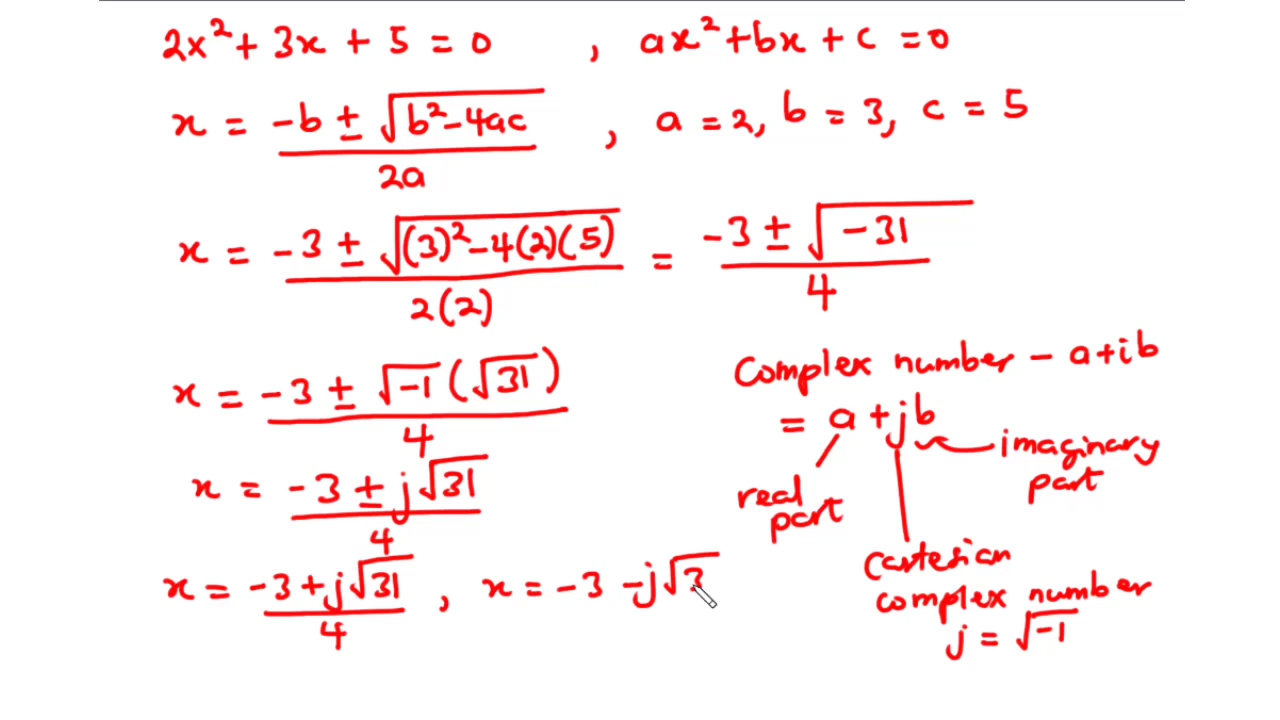 2x² + 3x + 5 = 0 , ax² + bx + c = 0
x = (-b ± √(b² - 4ac)) / 2a , a = 2, b = 3, c = 5
x = (-3 ± √((3)² - 4(2)(5))) / 2(2) = (-3 ± √(-31)) / 4
x = (-3 ± √-1 (√31)) / 4
x = (-3 ± j√31) / 4
x = (-3 + j√31) / 4 , x = -3 - j√3
Complex number - a + ib
= a + jb
real part
imaginary part
cartesian
complex number
j = √-1